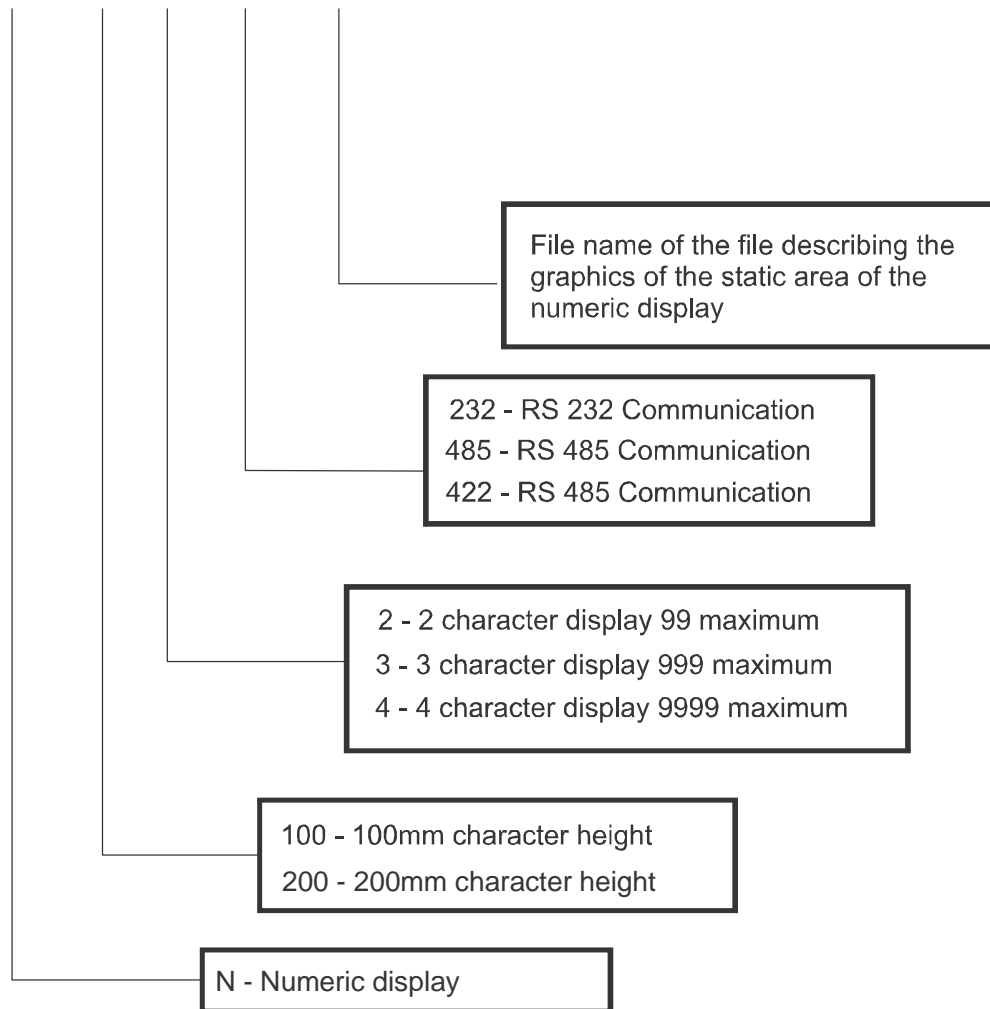 File name of the file describing the
graphics of the static area of the
numeric display
232 - RS 232 Communication
485 - RS 485 Communication
422 - RS 485 Communication
2 - 2 character display 99 maximum
3 - 3 character display 999 maximum
4 - 4 character display 9999 maximum
100 - 100mm character height
200 - 200mm character height
N - Numeric display